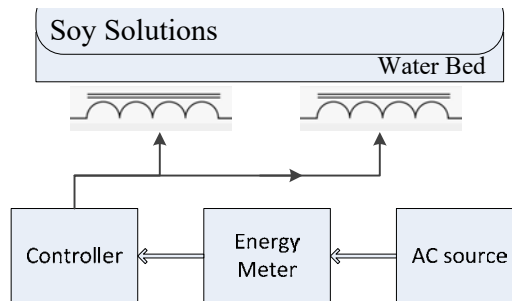 Soy Solutions
Water Bed
Controller
Energy
Meter
AC source